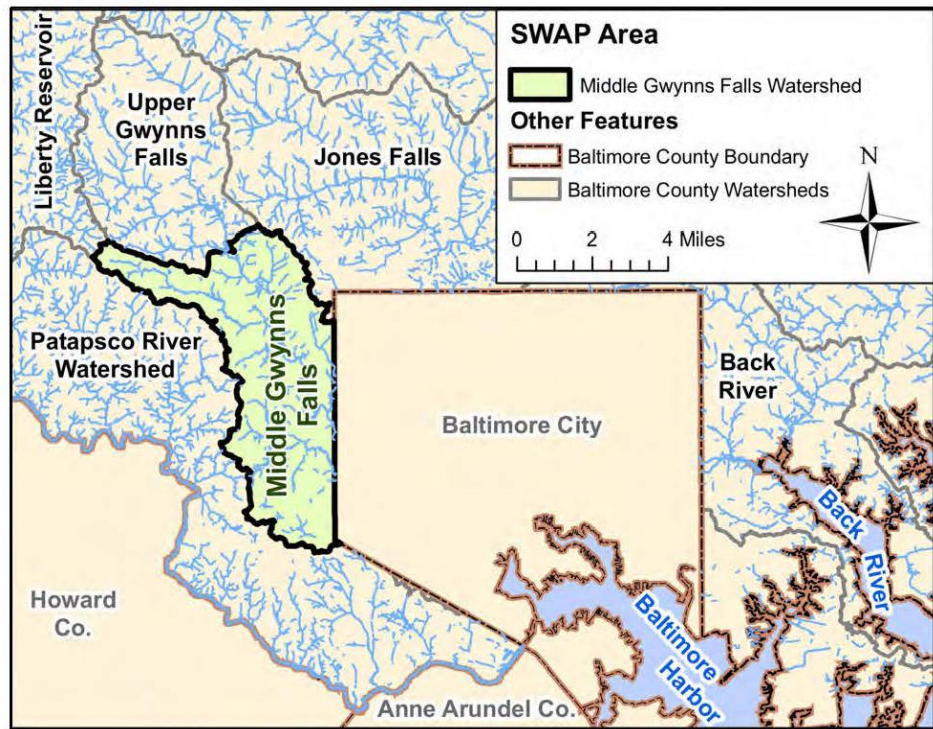 SWAP Area
Middle Gwynns Falls Watershed
Other Features
Baltimore County Boundary
Baltimore County Watersheds
N
0 2 4 Miles
Liberty Reservoir
Upper
Gwynns
Falls
Jones Falls
Patapsco River
Watershed
Middle Gwynns
Falls
Baltimore City
Back
River
Back River
Howard
Co.
Baltimore
Harbor
Anne Arundel Co.